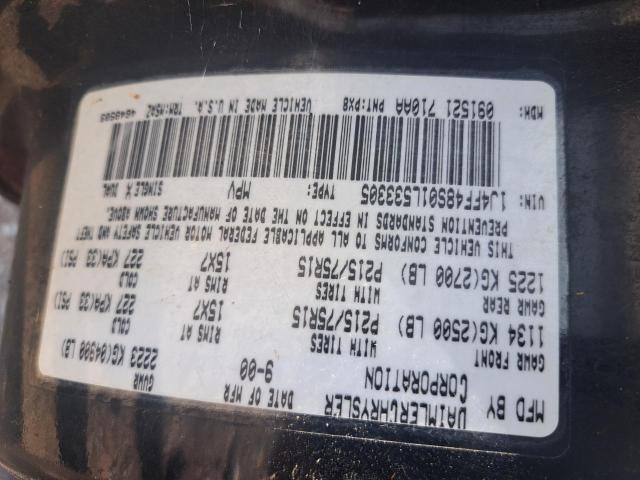 MFD BY DAIMLERCHRYSLER CORPORATION DATE OF MFR 9-00 GVWR 2223 KG(04900 LB)
GAWR FRONT WITH TIRES RIMS AT COLD
1134 KG(2500 LB) P215/75R15 15X7 227 KPA(33 PSI)
GAWR REAR WITH TIRES RIMS AT COLD
1225 KG(2700 LB) P215/75R15 15X7 227 KPA(33 PSI)
THIS VEHICLE CONFORMS TO ALL APPLICABLE FEDERAL MOTOR VEHICLE SAFETY AND THEFT
PREVENTION STANDARDS IN EFFECT ON THE DATE OF MANUFACTURE SHOWN ABOVE.
VIN: 1J4FF48S01L533305 TYPE: MPV SINGLE X DUAL
MDH: 091521 710AA PNT:PX8 VEHICLE MADE IN U.S.A. TRM:M5AZ